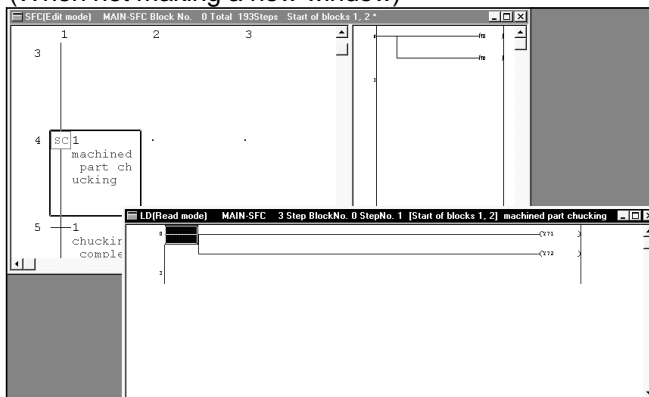 (When not making a new window)
SFC(Edit mode) MAIN-SFC Block No. 0 Total 193Steps Start of blocks 1, 2 *
1 2 3
3
4 SC 1
machined
part ch
ucking
5 1
chuckin
comple
LD(Read mode) MAIN-SFC 3 Step BlockNo. 0 StepNo. 1 [Start of blocks 1, 2] machined part chucking
0 (Y71 )
(Y72 )
3